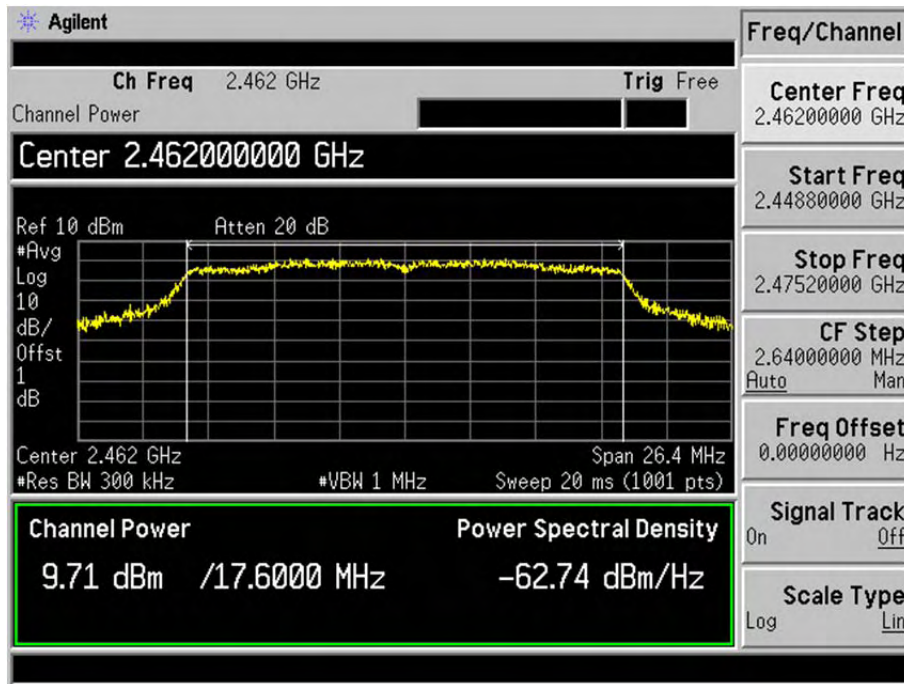 Agilent
Ch Freq 2.462 GHz Trig Free
Channel Power
Center 2.462000000 GHz
Ref 10 dBm Atten 20 dB
#Avg
Log
10
dB/
Offst
1
dB
Center 2.462 GHz Span 26.4 MHz
#Res BW 300 kHz #VBW 1 MHz Sweep 20 ms (1001 pts)
Channel Power Power Spectral Density
9.71 dBm /17.6000 MHz -62.74 dBm/Hz
Freq/Channel
Center Freq
2.46200000 GHz
Start Freq
2.44880000 GHz
Stop Freq
2.47520000 GHz
CF Step
2.64000000 MHz
Auto Man
Freq Offset
0.00000000 Hz
Signal Track
On Off
Scale Type
Log Lin